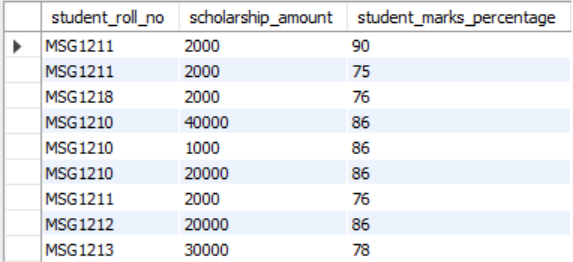 student_roll_no scholarship_amount student_marks_percentage
MSG1211 2000 90
MSG1211 2000 75
MSG1218 2000 76
MSG1210 40000 86
MSG1210 1000 86
MSG1210 20000 86
MSG1211 2000 76
MSG1212 20000 86
MSG1213 30000 78